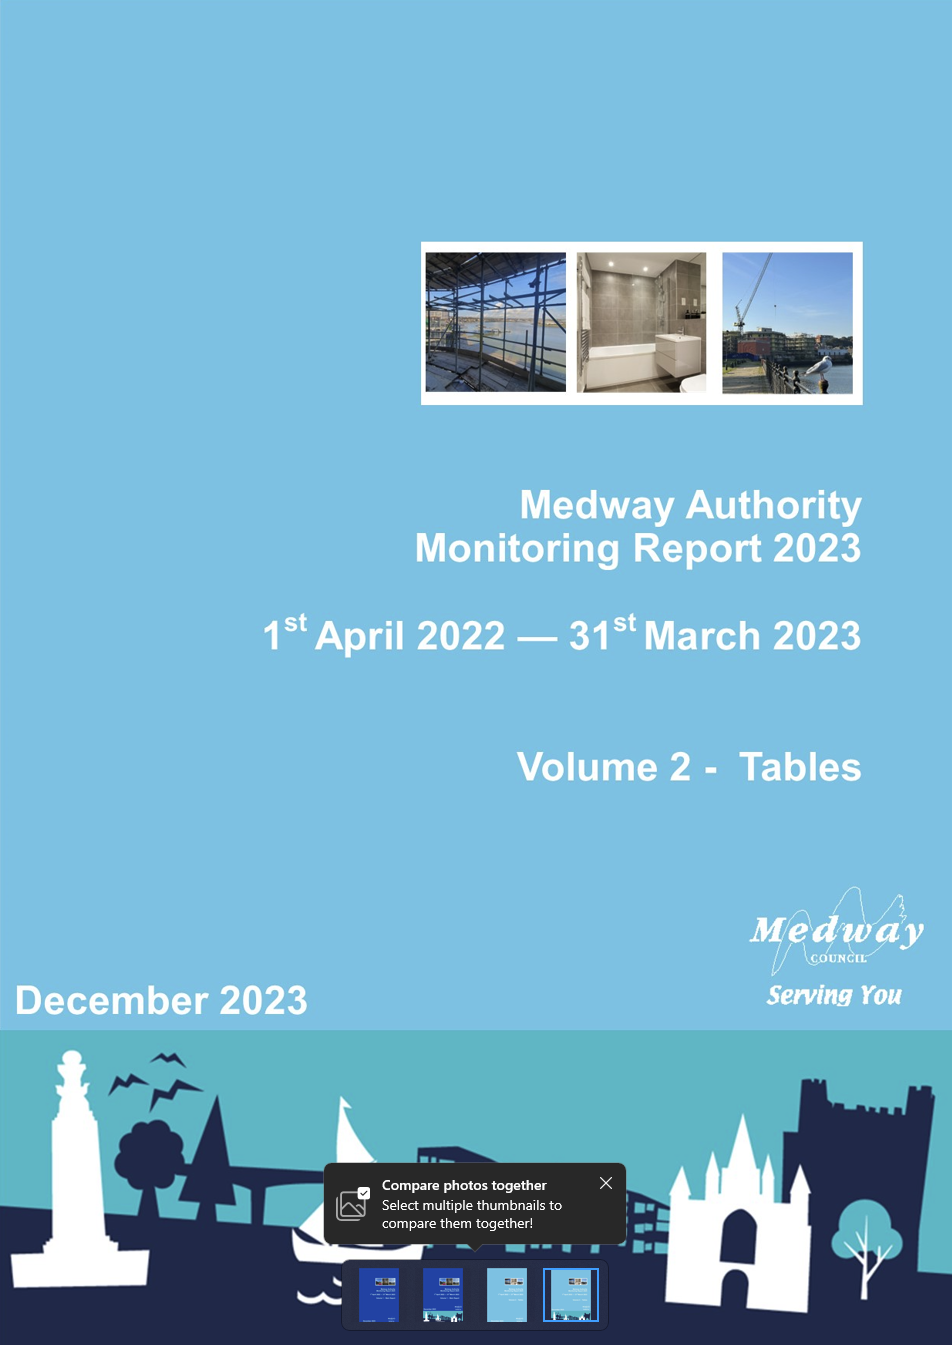 Medway Authority
Monitoring Report 2023
1st April 2022 — 31st March 2023
Volume 2 - Tables
Medway
COUNCIL
Serving You
December 2023
Compare photos together
Select multiple thumbnails to
compare them together!